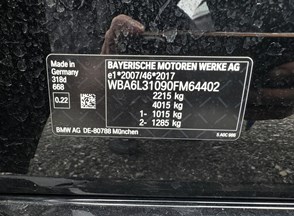 Made in
Germany
318d
668
0.22
BAYERISCHE MOTOREN WERKE AG
e1*2007/46*2017
WBA6L31090FM64402
2215 kg
4015 kg
1- 1015 kg
2- 1285 kg
BMW AG DE-80788 München